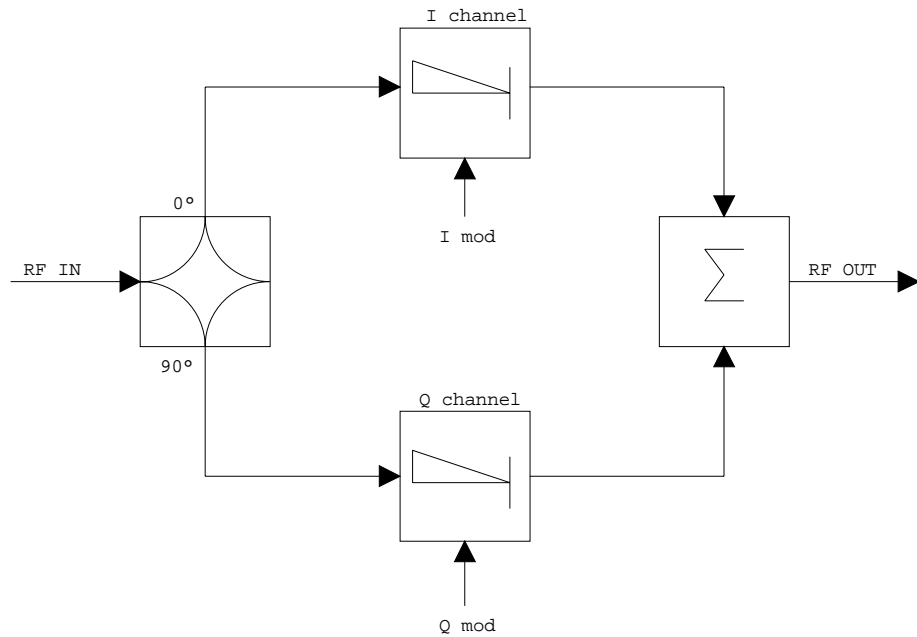 I channel
0°
I mod
RF IN
Σ
RF OUT
90°
Q channel
Q mod